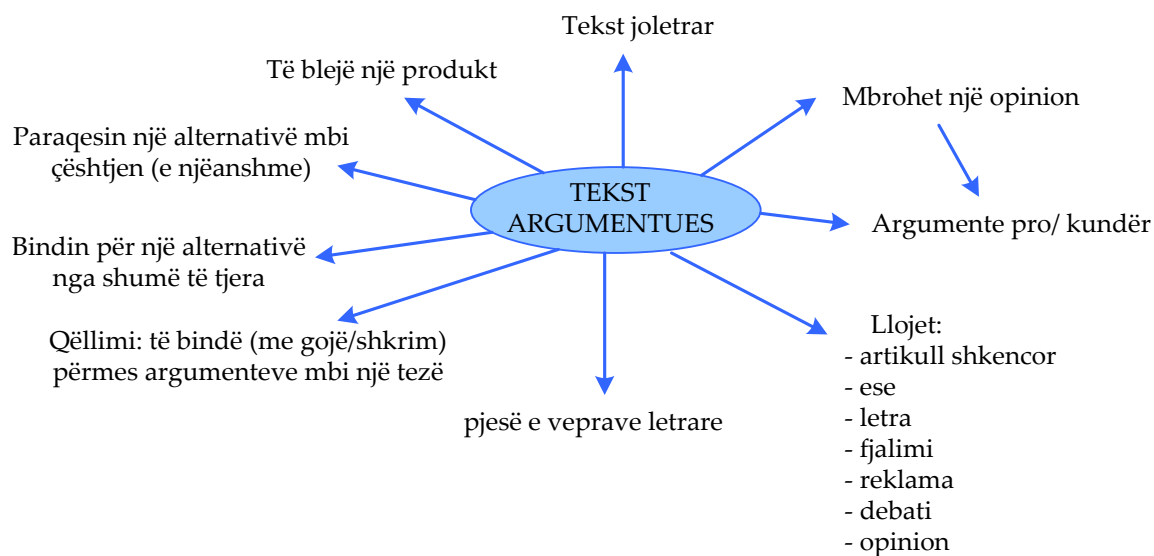 Tekst joletrar
Të blejë një produkt
Mbrohet një opinion
Paraqesin një alternativë mbi
çështjen (e njëanshme)
TEKST
ARGUMENTUES
Argumente pro/ kundër
Bindin për një alternativë
nga shumë të tjera
Qëllimi: të bindë (me gojë/shkrim)
përmes argumenteve mbi një tezë
pjesë e veprave letrare
Llojet:
- artikull shkencor
- ese
- letra
- fjalimi
- reklama
- debati
- opinion